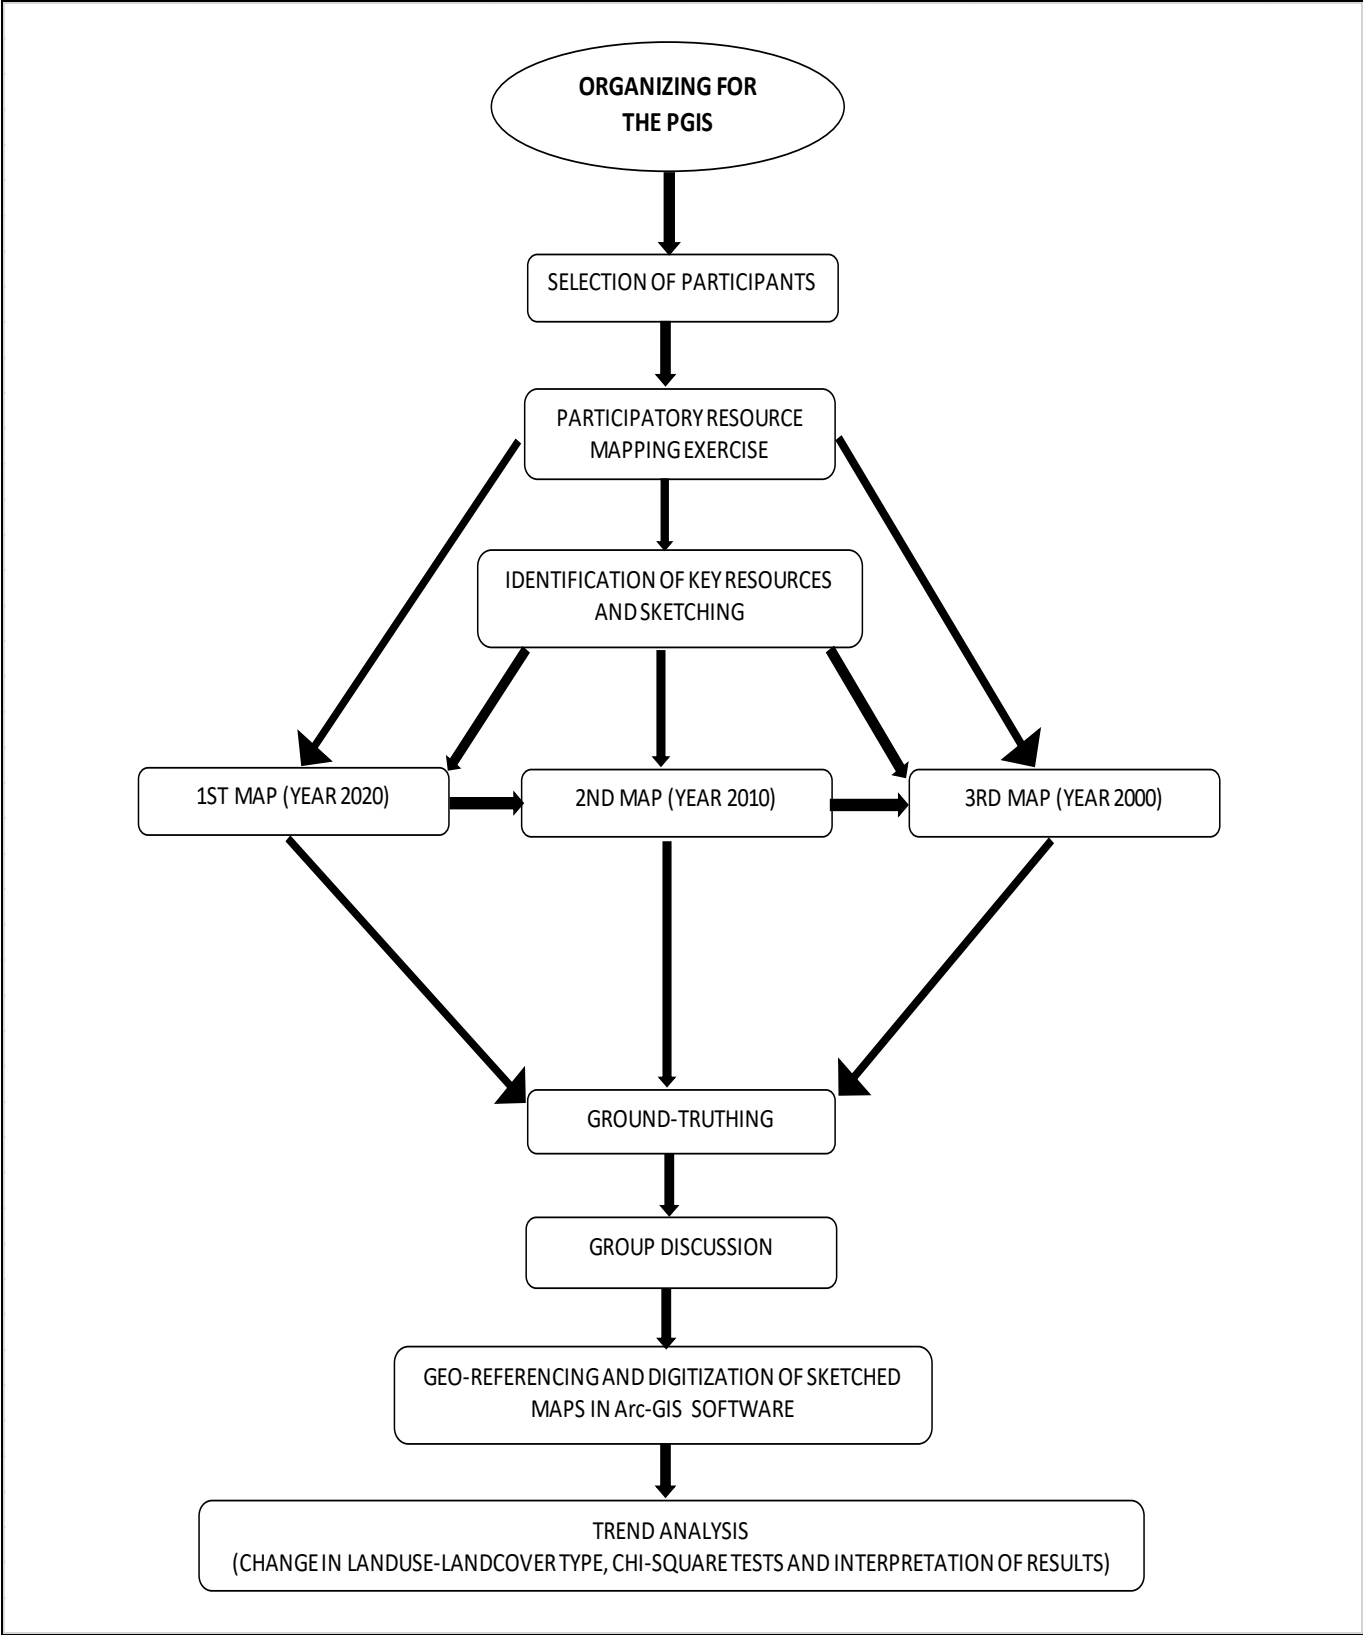 ORGANIZING FOR
THE PGIS
SELECTION OF PARTICIPANTS
PARTICIPATORY RESOURCE
MAPPING EXERCISE
IDENTIFICATION OF KEY RESOURCES
AND SKETCHING
1ST MAP (YEAR 2020)
2ND MAP (YEAR 2010)
3RD MAP (YEAR 2000)
GROUND-TRUTHING
GROUP DISCUSSION
GEO-REFERENCING AND DIGITIZATION OF SKETCHED
MAPS IN Arc-GIS SOFTWARE
TREND ANALYSIS
(CHANGE IN LANDUSE-LANDCOVER TYPE, CHI-SQUARE TESTS AND INTERPRETATION OF RESULTS)